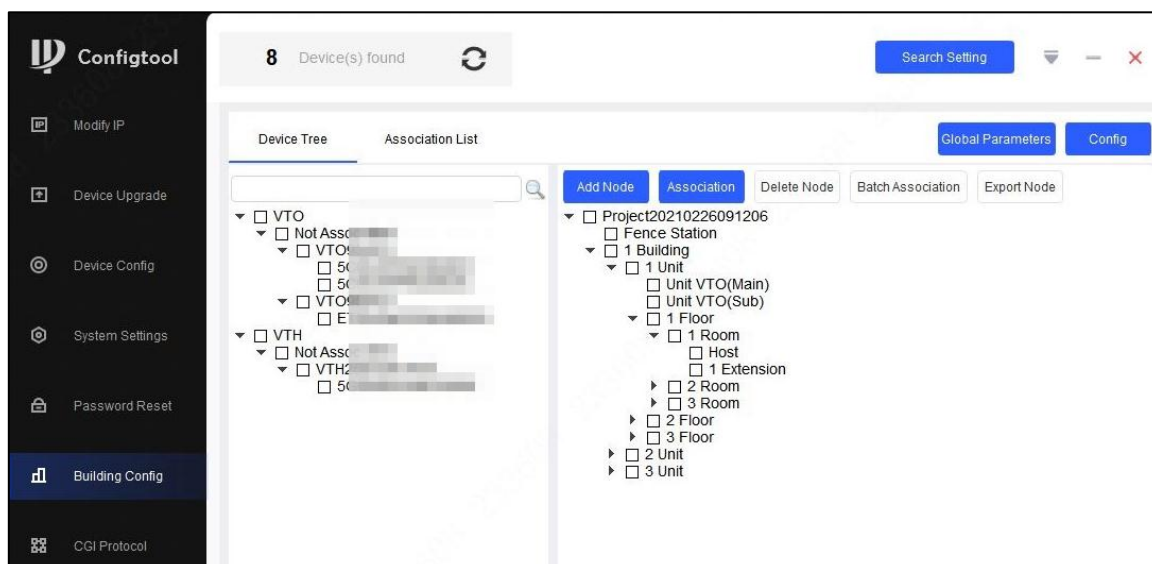 Configtool
8 Device(s) found
Search Setting
Modify IP
Device Upgrade
Device Config
System Settings
Password Reset
Building Config
CGI Protocol
Device Tree
Association List
Global Parameters
Config
VTO
Not
VTH
Not
Add Node
Association
Delete Node
Batch Association
Export Node
Project20210226091206
Fence Station
1 Building
1 Unit
Unit VTO(Main)
Unit VTO(Sub)
1 Floor
1 Room
Host
1 Extension
2 Room
3 Room
2 Floor
3 Floor
2 Unit
3 Unit